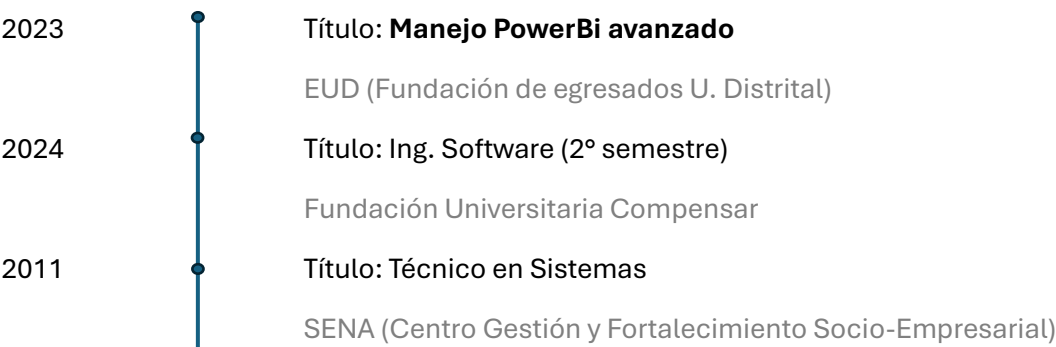 2023 Título: Manejo PowerBi avanzado
EUD (Fundación de egresados U. Distrital)
2024 Título: Ing. Software (2° semestre)
Fundación Universitaria Compensar
2011 Título: Técnico en Sistemas
SENA (Centro Gestión y Fortalecimiento Socio-Empresarial)